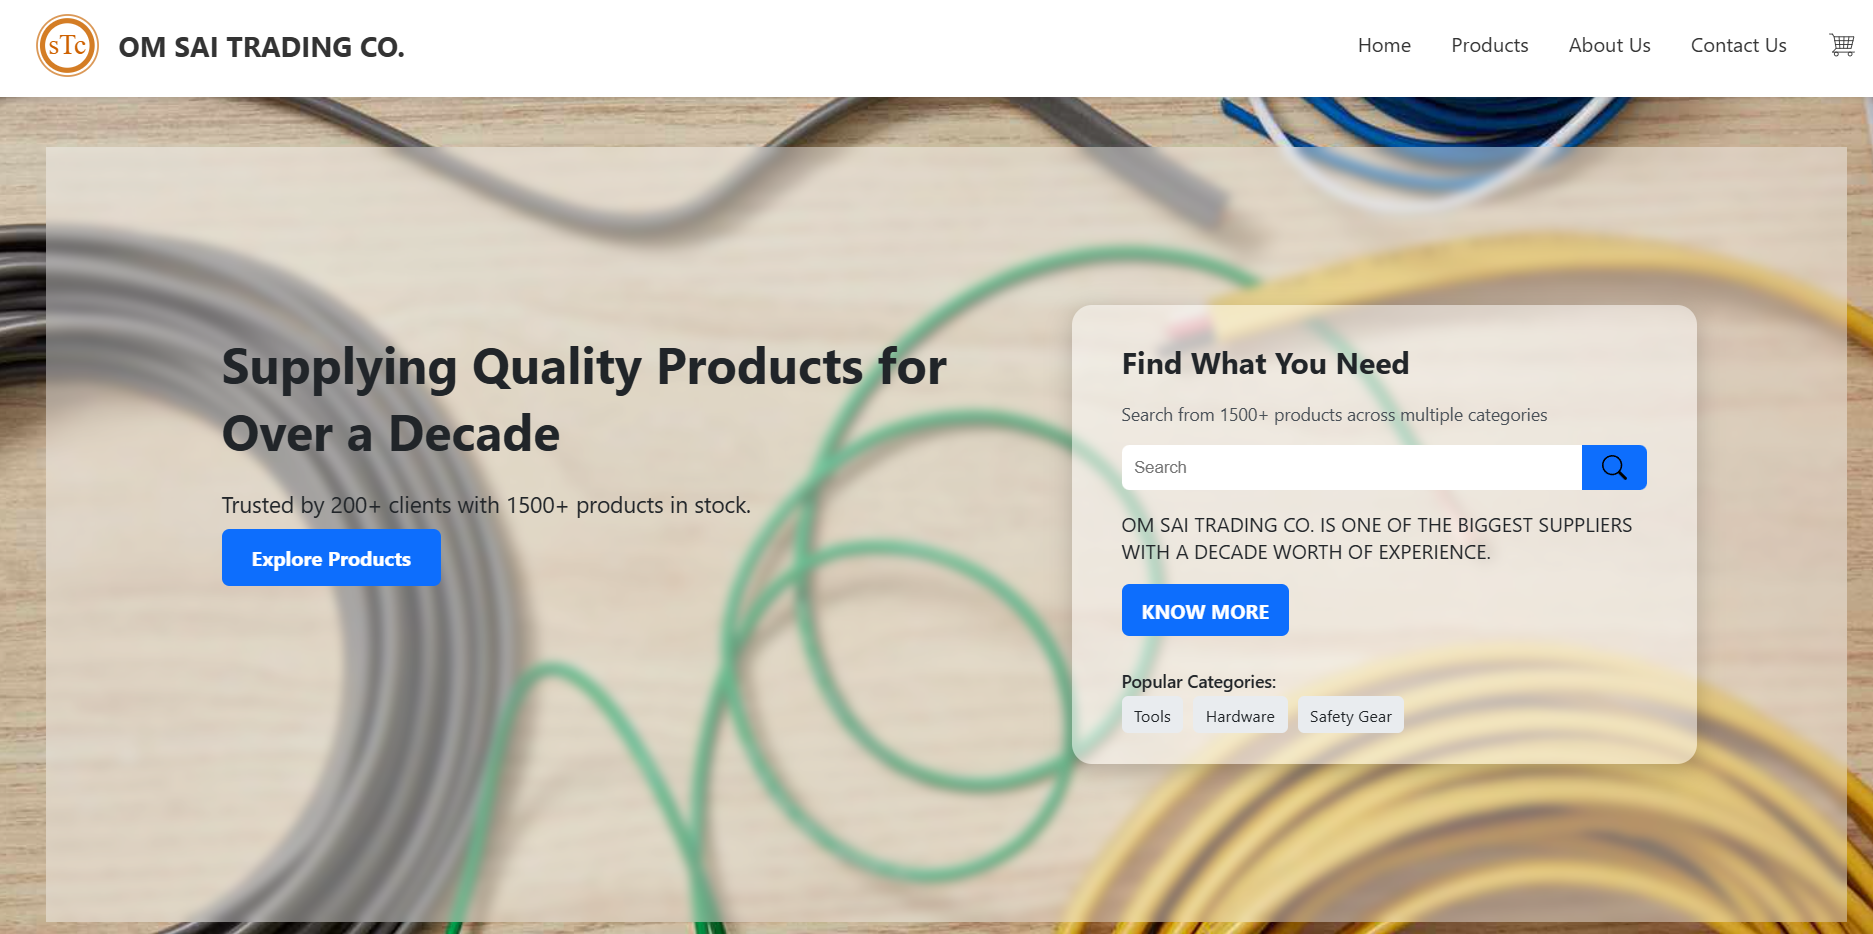 sTc
OM SAI TRADING CO.
Home
Products
About Us
Contact Us
Supplying Quality Products for
Over a Decade
Trusted by 200+ clients with 1500+ products in stock.
Explore Products
Find What You Need
Search from 1500+ products across multiple categories
Search
OM SAI TRADING CO. IS ONE OF THE BIGGEST SUPPLIERS
WITH A DECADE WORTH OF EXPERIENCE.
KNOW MORE
Popular Categories:
Tools
Hardware
Safety Gear